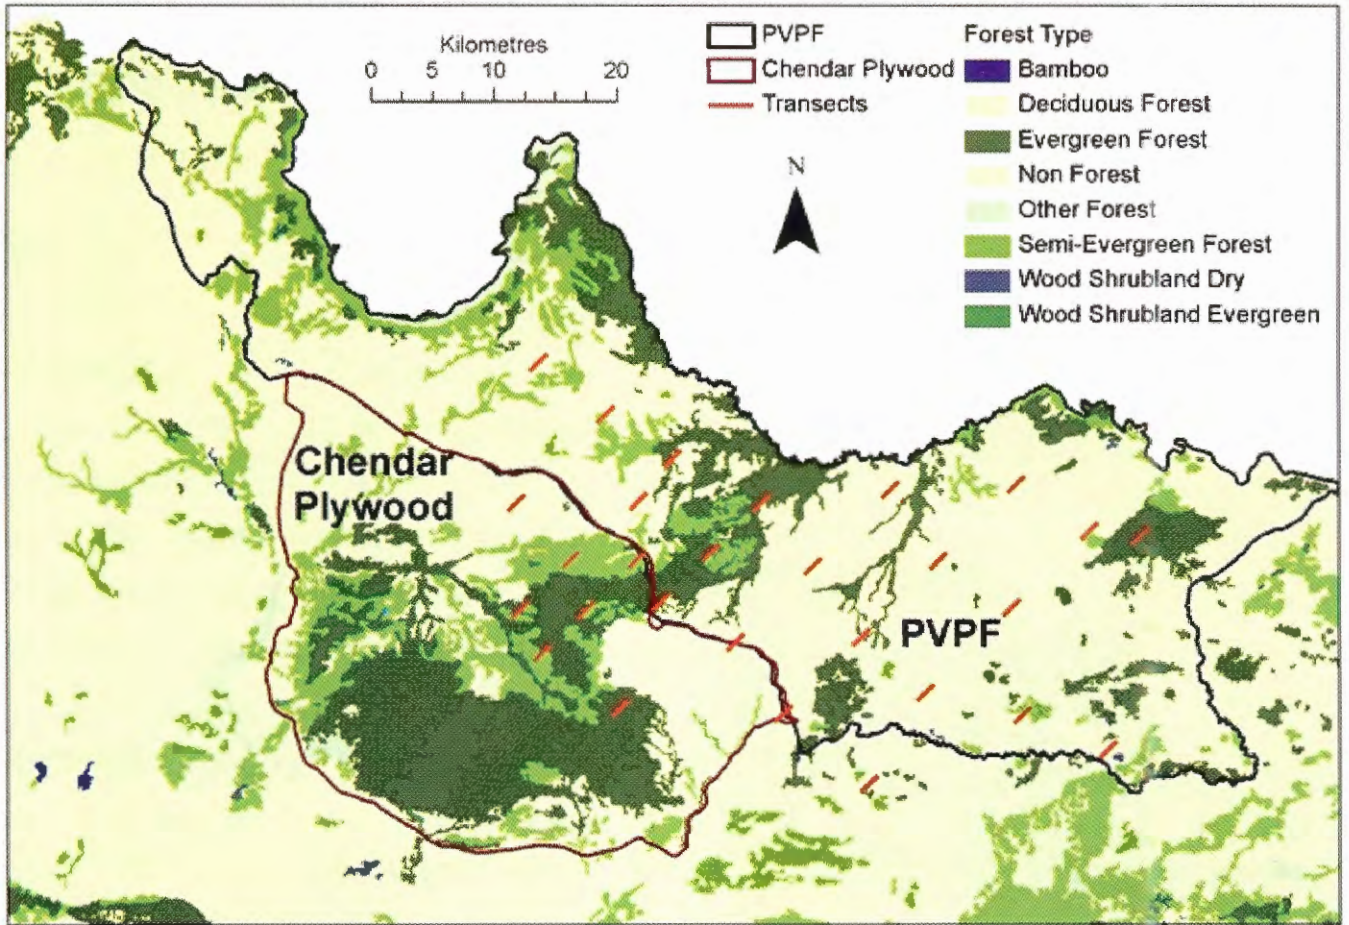 Kilometres
0 5 10 20
PVPF
Chendar Plywood
Transects
Forest Type
Bamboo
Deciduous Forest
Evergreen Forest
Non Forest
Other Forest
Semi-Evergreen Forest
Wood Shrubland Dry
Wood Shrubland Evergreen
N
Chendar
Plywood
PVPF